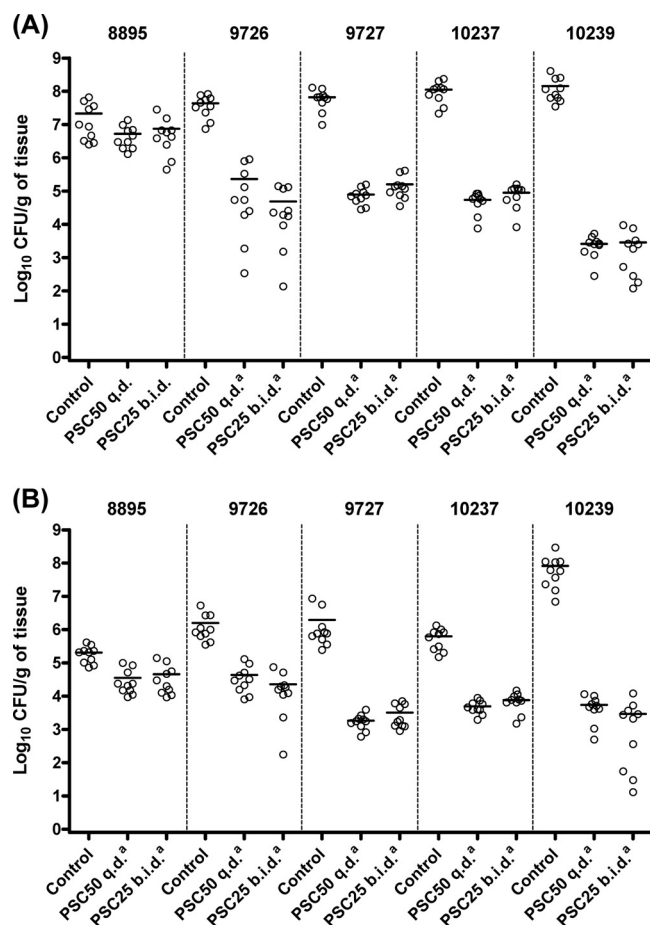 (A)
8895 9726 9727 10237 10239
Log₁₀ CFU/g of tissue
9
8
7
6
5
4
3
2
1
0
Control PSC50 q.d. PSC25 b.i.d. Control PSC50 q.d.ᵃ PSC25 b.i.d.ᵃ Control PSC50 q.d.ᵃ PSC25 b.i.d.ᵃ Control PSC50 q.d.ᵃ PSC25 b.i.d.ᵃ Control PSC50 q.d.ᵃ PSC25 b.i.d.ᵃ
(B)
8895 9726 9727 10237 10239
Log₁₀ CFU/g of tissue
9
8
7
6
5
4
3
2
1
0
Control PSC50 q.d.ᵃ PSC25 b.i.d.ᵃ Control PSC50 q.d.ᵃ PSC25 b.i.d.ᵃ Control PSC50 q.d.ᵃ PSC25 b.i.d.ᵃ Control PSC50 q.d.ᵃ PSC25 b.i.d.ᵃ Control PSC50 q.d.ᵃ PSC25 b.i.d.ᵃ